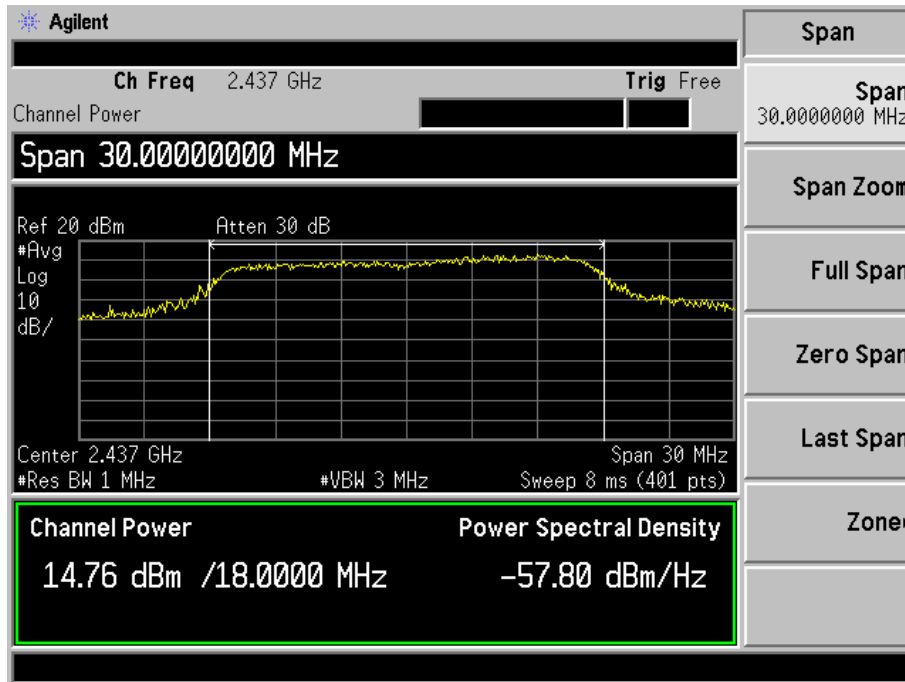 Agilent
Ch Freq 2.437 GHz Trig Free
Channel Power
Span 30.00000000 MHz
Ref 20 dBm Atten 30 dB
#Avg
Log
10
dB/
Center 2.437 GHz Span 30 MHz
#Res BW 1 MHz #VBW 3 MHz Sweep 8 ms (401 pts)
Channel Power Power Spectral Density
14.76 dBm /18.0000 MHz -57.80 dBm/Hz
Span
Span
30.0000000 MHz
Span Zoom
Full Span
Zero Span
Last Span
Zone